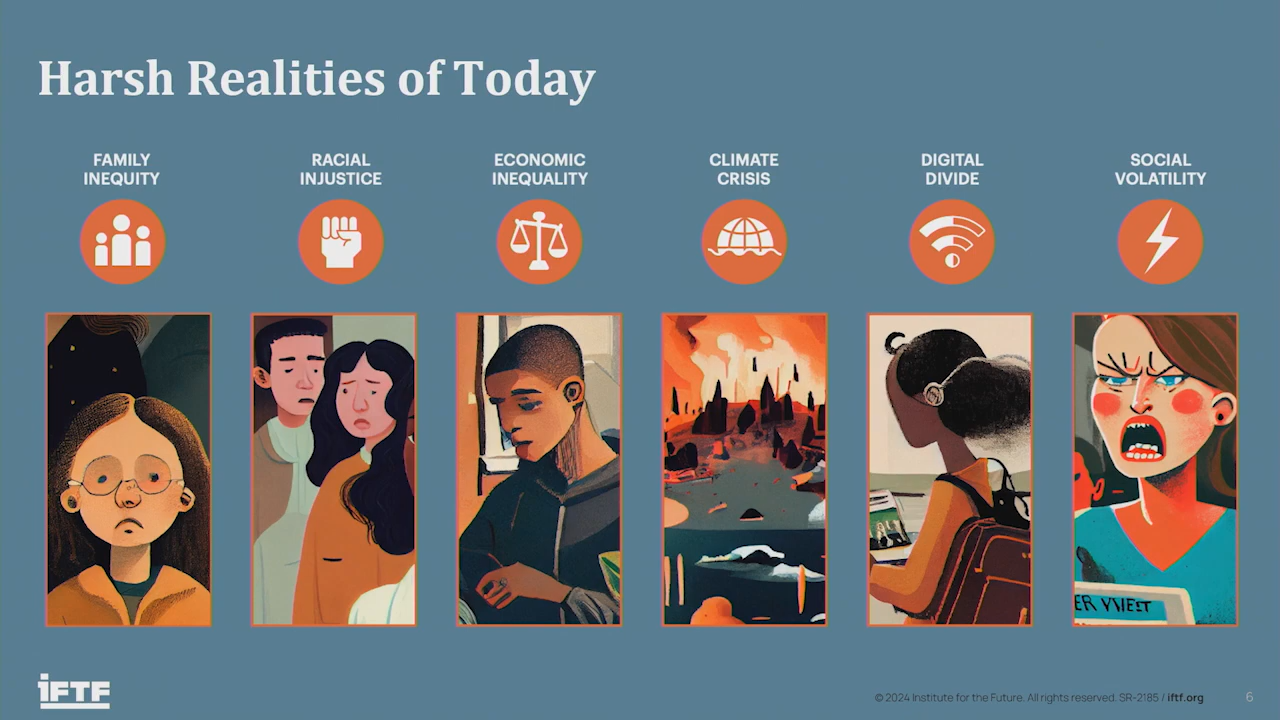 Harsh Realities of Today
FAMILY
INEQUITY
RACIAL
INJUSTICE
ECONOMIC
INEQUALITY
CLIMATE
CRISIS
DIGITAL
DIVIDE
SOCIAL
VOLATILITY
iFTF
© 2024 Institute for the Future. All rights reserved. SR-2185 / iftf.org
6